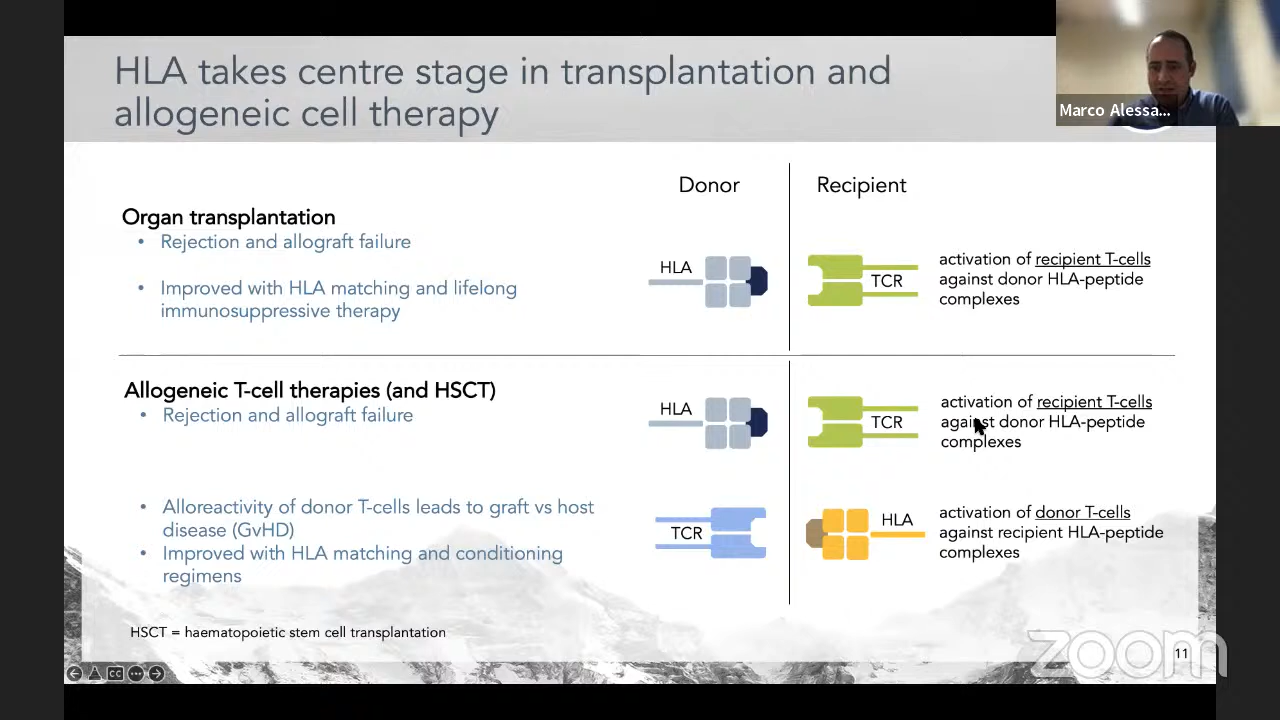 HLA takes centre stage in transplantation and
allogeneic cell therapy
Marco Alessa...
Donor
Recipient
Organ transplantation
• Rejection and allograft failure
• Improved with HLA matching and lifelong
immunosuppressive therapy
HLA
TCR
activation of recipient T-cells
against donor HLA-peptide
complexes
Allogeneic T-cell therapies (and HSCT)
• Rejection and allograft failure
HLA
TCR
activation of recipient T-cells
against donor HLA-peptide
complexes
• Alloreactivity of donor T-cells leads to graft vs host
disease (GvHD)
• Improved with HLA matching and conditioning
regimens
TCR
HLA
activation of donor T-cells
against recipient HLA-peptide
complexes
HSCT = haematopoietic stem cell transplantation
zoom
11
CC